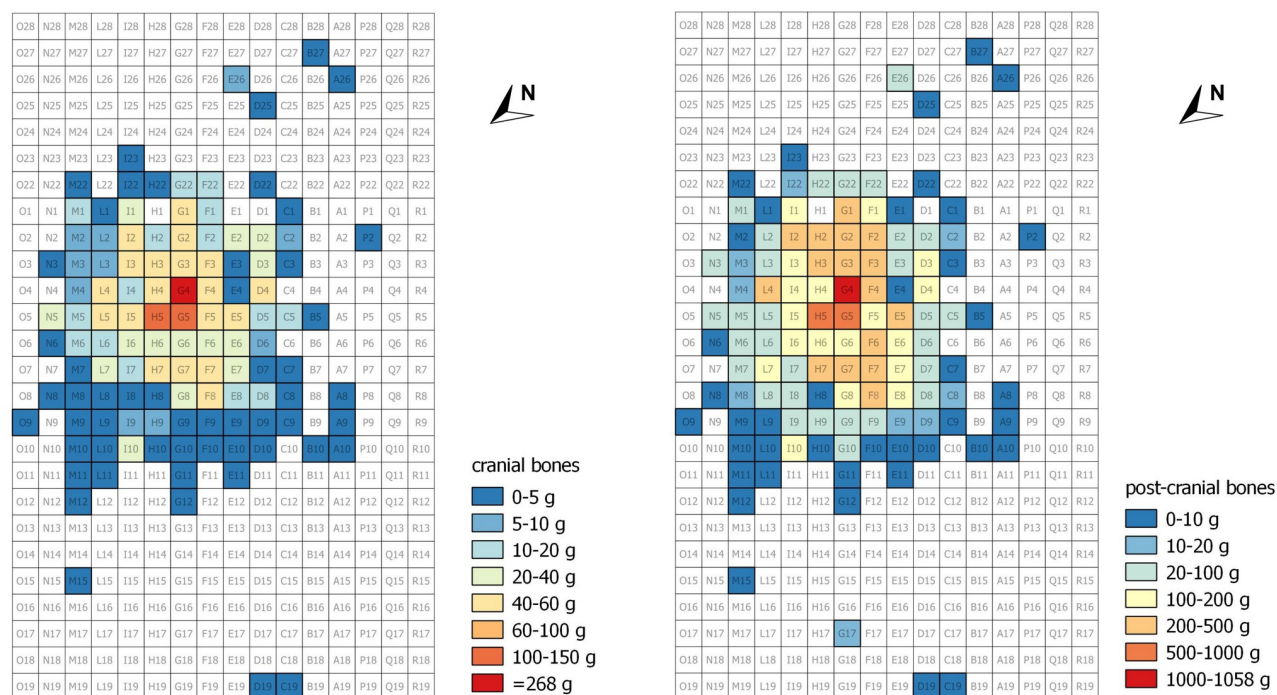 O28 N28 M28 L28 I28 H28 G28 F28 E28 D28 C28 B28 A28 P28 Q28 R28
O27 N27 M27 L27 I27 H27 G27 F27 E27 D27 C27 B27 A27 P27 Q27 R27
O26 N26 M26 L26 I26 H26 G26 F26 E26 D26 C26 B26 A26 P26 Q26 R26
O25 N25 M25 L25 I25 H25 G25 F25 E25 D25 C25 B25 A25 P25 Q25 R25
O24 N24 M24 L24 I24 H24 G24 F24 E24 D24 C24 B24 A24 P24 Q24 R24
O23 N23 M23 L23 I23 H23 G23 F23 E23 D23 C23 B23 A23 P23 Q23 R23
O22 N22 M22 L22 I22 H22 G22 F22 E22 D22 C22 B22 A22 P22 Q22 R22
O1 N1 M1 L1 I1 H1 G1 F1 E1 D1 C1 B1 A1 P1 Q1 R1
O2 N2 M2 L2 I2 H2 G2 F2 E2 D2 C2 B2 A2 P2 Q2 R2
O3 N3 M3 L3 I3 H3 G3 F3 E3 D3 C3 B3 A3 P3 Q3 R3
O4 N4 M4 L4 I4 H4 G4 F4 E4 D4 C4 B4 A4 P4 Q4 R4
O5 N5 M5 L5 I5 H5 G5 F5 E5 D5 C5 B5 A5 P5 Q5 R5
O6 N6 M6 L6 I6 H6 G6 F6 E6 D6 C6 B6 A6 P6 Q6 R6
O7 N7 M7 L7 I7 H7 G7 F7 E7 D7 C7 B7 A7 P7 Q7 R7
O8 N8 M8 L8 I8 H8 G8 F8 E8 D8 C8 B8 A8 P8 Q8 R8
O9 N9 M9 L9 I9 H9 G9 F9 E9 D9 C9 B9 A9 P9 Q9 R9
O10 N10 M10 L10 I10 H10 G10 F10 E10 D10 C10 B10 A10 P10 Q10 R10
O11 N11 M11 L11 I11 H11 G11 F11 E11 D11 C11 B11 A11 P11 Q11 R11
O12 N12 M12 L12 I12 H12 G12 F12 E12 D12 C12 B12 A12 P12 Q12 R12
O13 N13 M13 L13 I13 H13 G13 F13 E13 D13 C13 B13 A13 P13 Q13 R13
O14 N14 M14 L14 I14 H14 G14 F14 E14 D14 C14 B14 A14 P14 Q14 R14
O15 N15 M15 L15 I15 H15 G15 F15 E15 D15 C15 B15 A15 P15 Q15 R15
O16 N16 M16 L16 I16 H16 G16 F16 E16 D16 C16 B16 A16 P16 Q16 R16
O17 N17 M17 L17 I17 H17 G17 F17 E17 D17 C17 B17 A17 P17 Q17 R17
O18 N18 M18 L18 I18 H18 G18 F18 E18 D18 C18 B18 A18 P18 Q18 R18
O19 N19 M19 L19 I19 H19 G19 F19 E19 D19 C19 B19 A19 P19 Q19 R19
N
cranial bones
0-5 g
5-10 g
10-20 g
20-40 g
40-60 g
60-100 g
100-150 g
=268 g
O28 N28 M28 L28 I28 H28 G28 F28 E28 D28 C28 B28 A28 P28 Q28 R28
O27 N27 M27 L27 I27 H27 G27 F27 E27 D27 C27 B27 A27 P27 Q27 R27
O26 N26 M26 L26 I26 H26 G26 F26 E26 D26 C26 B26 A26 P26 Q26 R26
O25 N25 M25 L25 I25 H25 G25 F25 E25 D25 C25 B25 A25 P25 Q25 R25
O24 N24 M24 L24 I24 H24 G24 F24 E24 D24 C24 B24 A24 P24 Q24 R24
O23 N23 M23 L23 I23 H23 G23 F23 E23 D23 C23 B23 A23 P23 Q23 R23
O22 N22 M22 L22 I22 H22 G22 F22 E22 D22 C22 B22 A22 P22 Q22 R22
O1 N1 M1 L1 I1 H1 G1 F1 E1 D1 C1 B1 A1 P1 Q1 R1
O2 N2 M2 L2 I2 H2 G2 F2 E2 D2 C2 B2 A2 P2 Q2 R2
O3 N3 M3 L3 I3 H3 G3 F3 E3 D3 C3 B3 A3 P3 Q3 R3
O4 N4 M4 L4 I4 H4 G4 F4 E4 D4 C4 B4 A4 P4 Q4 R4
O5 N5 M5 L5 I5 H5 G5 F5 E5 D5 C5 B5 A5 P5 Q5 R5
O6 N6 M6 L6 I6 H6 G6 F6 E6 D6 C6 B6 A6 P6 Q6 R6
O7 N7 M7 L7 I7 H7 G7 F7 E7 D7 C7 B7 A7 P7 Q7 R7
O8 N8 M8 L8 I8 H8 G8 F8 E8 D8 C8 B8 A8 P8 Q8 R8
O9 N9 M9 L9 I9 H9 G9 F9 E9 D9 C9 B9 A9 P9 Q9 R9
O10 N10 M10 L10 I10 H10 G10 F10 E10 D10 C10 B10 A10 P10 Q10 R10
O11 N11 M11 L11 I11 H11 G11 F11 E11 D11 C11 B11 A11 P11 Q11 R11
O12 N12 M12 L12 I12 H12 G12 F12 E12 D12 C12 B12 A12 P12 Q12 R12
O13 N13 M13 L13 I13 H13 G13 F13 E13 D13 C13 B13 A13 P13 Q13 R13
O14 N14 M14 L14 I14 H14 G14 F14 E14 D14 C14 B14 A14 P14 Q14 R14
O15 N15 M15 L15 I15 H15 G15 F15 E15 D15 C15 B15 A15 P15 Q15 R15
O16 N16 M16 L16 I16 H16 G16 F16 E16 D16 C16 B16 A16 P16 Q16 R16
O17 N17 M17 L17 I17 H17 G17 F17 E17 D17 C17 B17 A17 P17 Q17 R17
O18 N18 M18 L18 I18 H18 G18 F18 E18 D18 C18 B18 A18 P18 Q18 R18
O19 N19 M19 L19 I19 H19 G19 F19 E19 D19 C19 B19 A19 P19 Q19 R19
N
post-cranial bones
0-10 g
10-20 g
20-100 g
100-200 g
200-500 g
500-1000 g
1000-1058 g